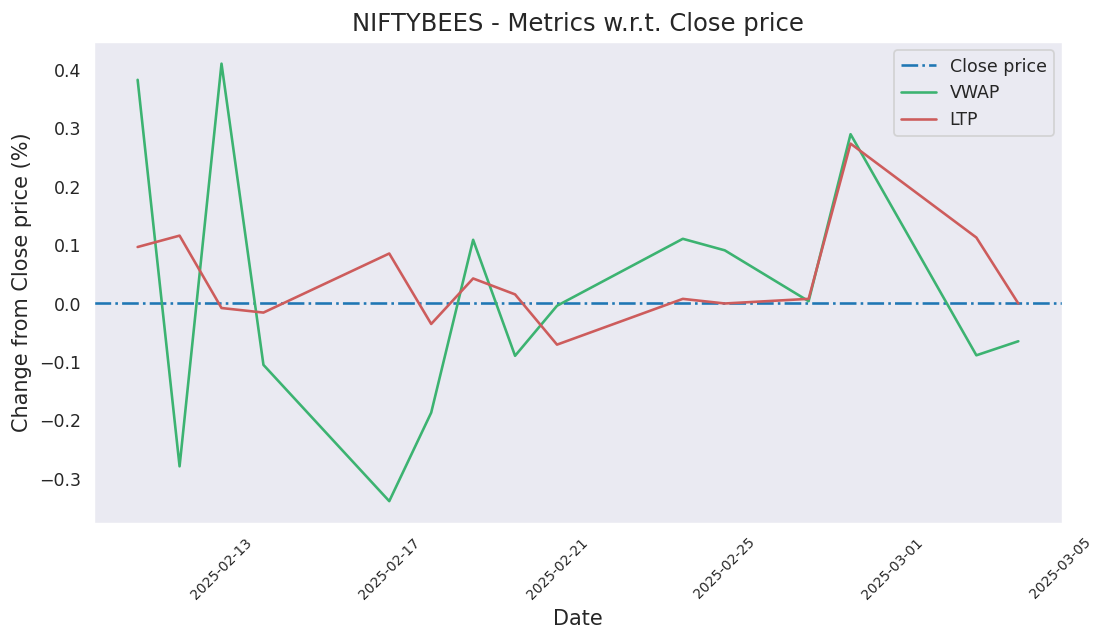 NIFTYBEES - Metrics w.r.t. Close price
Close price
VWAP
LTP
Change from Close price (%)
0.4
0.3
0.2
0.1
0.0
−0.1
−0.2
−0.3
2025-02-13
2025-02-17
2025-02-21
2025-02-25
2025-03-01
2025-03-05
Date